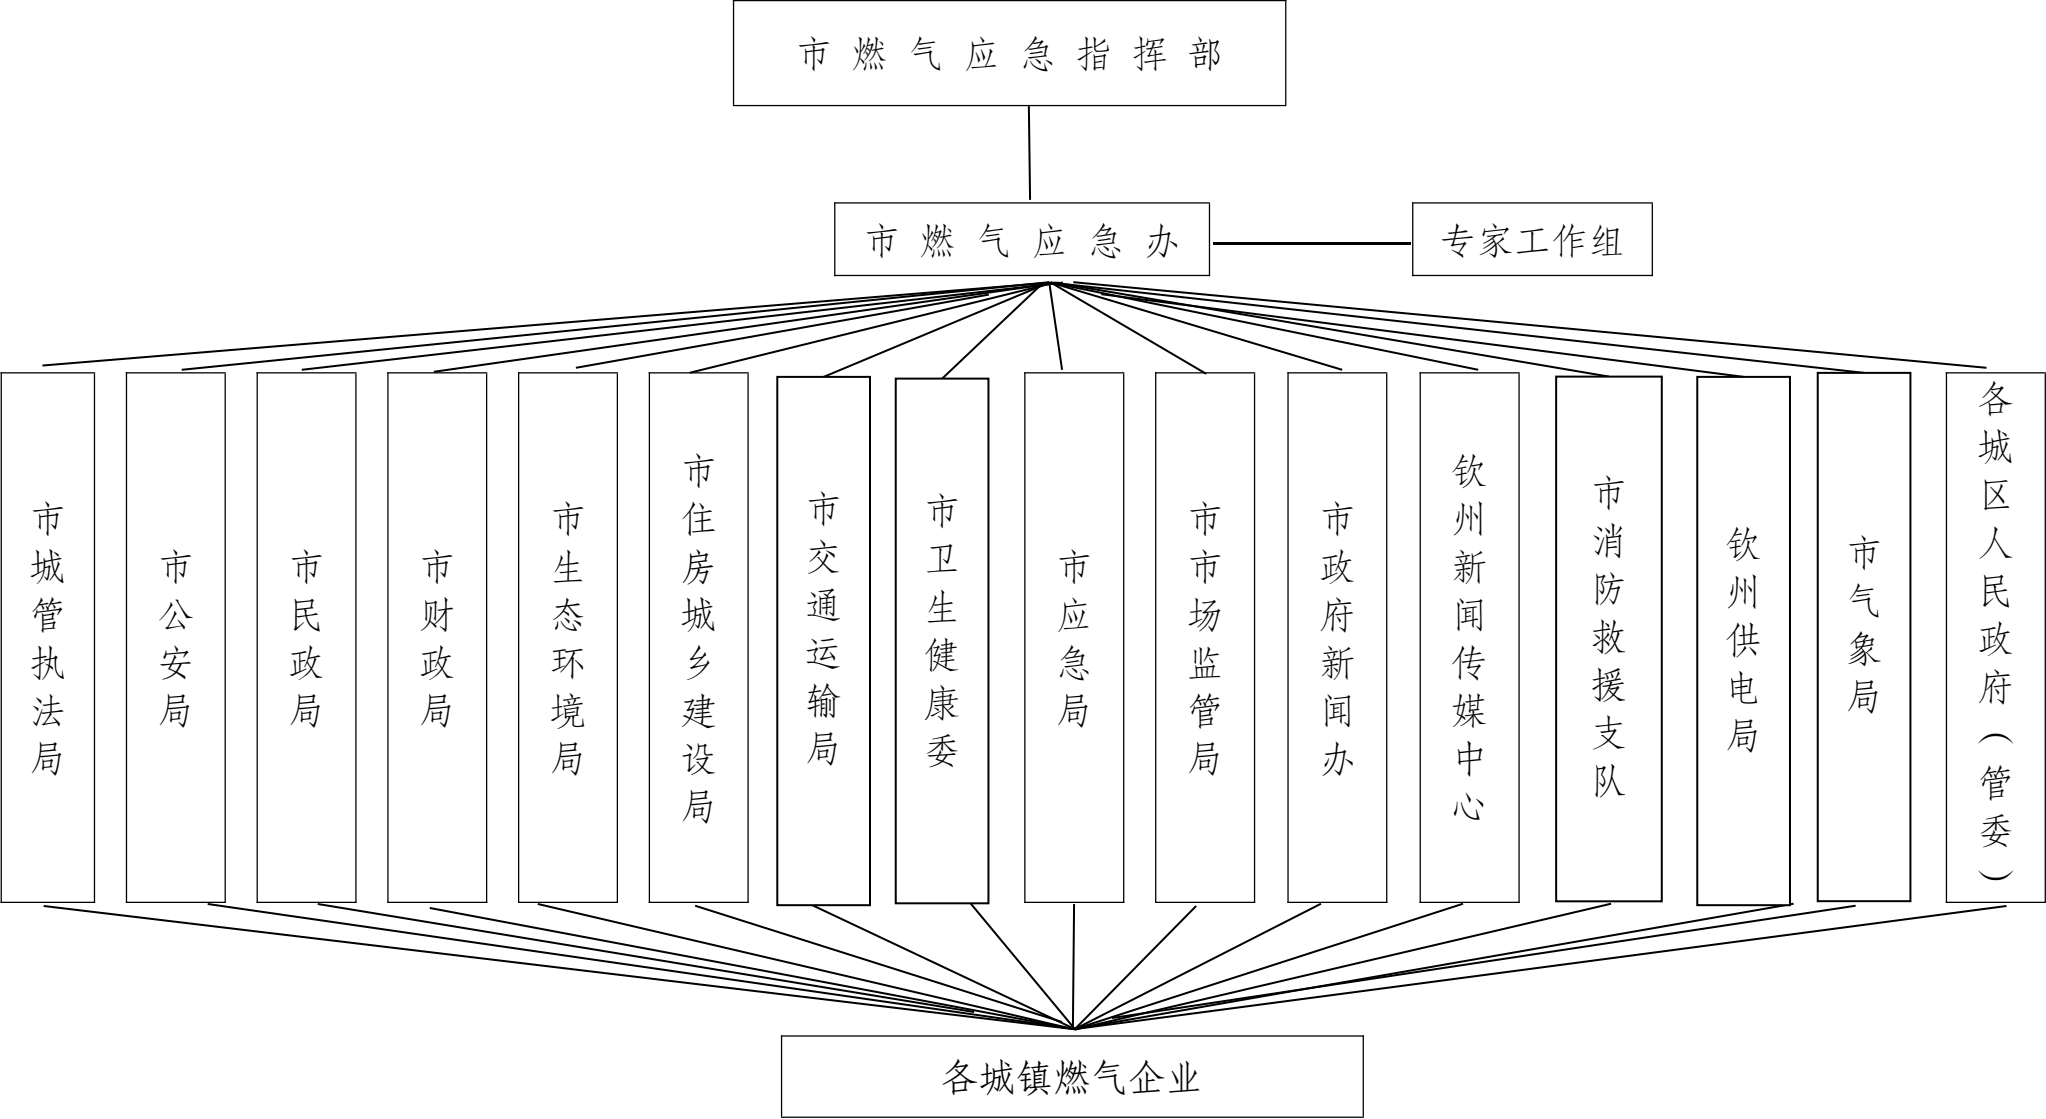 市燃气应急指挥部
市燃气应急办
专家工作组
市城管执法局
市公安局
市民政局
市财政局
市生态环境局
市住房城乡建设局
市交通运输局
市卫生健康委
市应急局
市市场监管局
市政府新闻办
钦州新闻传媒中心
市消防救援支队
钦州供电局
市气象局
各城区人民政府（管委）
各城镇燃气企业